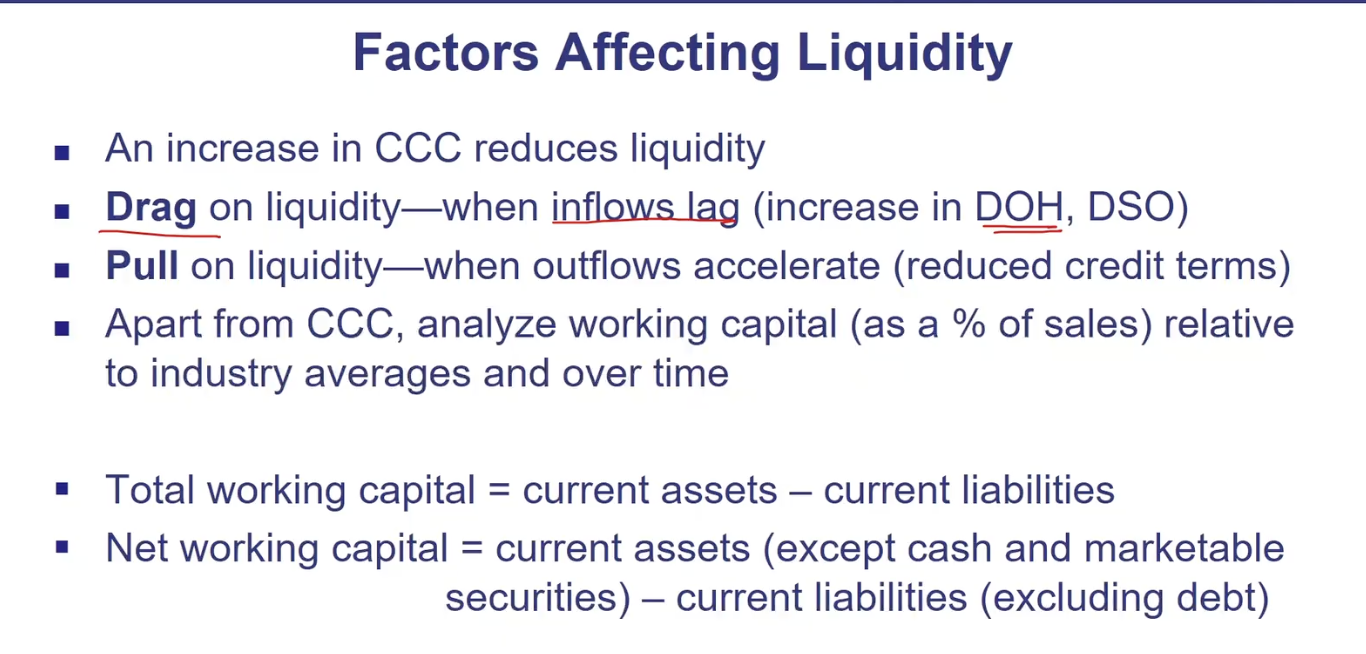 Factors Affecting Liquidity
▪ An increase in CCC reduces liquidity
▪ Drag on liquidity—when inflows lag (increase in DOH, DSO)
▪ Pull on liquidity—when outflows accelerate (reduced credit terms)
▪ Apart from CCC, analyze working capital (as a % of sales) relative
to industry averages and over time
▪ Total working capital = current assets – current liabilities
▪ Net working capital = current assets (except cash and marketable
securities) – current liabilities (excluding debt)